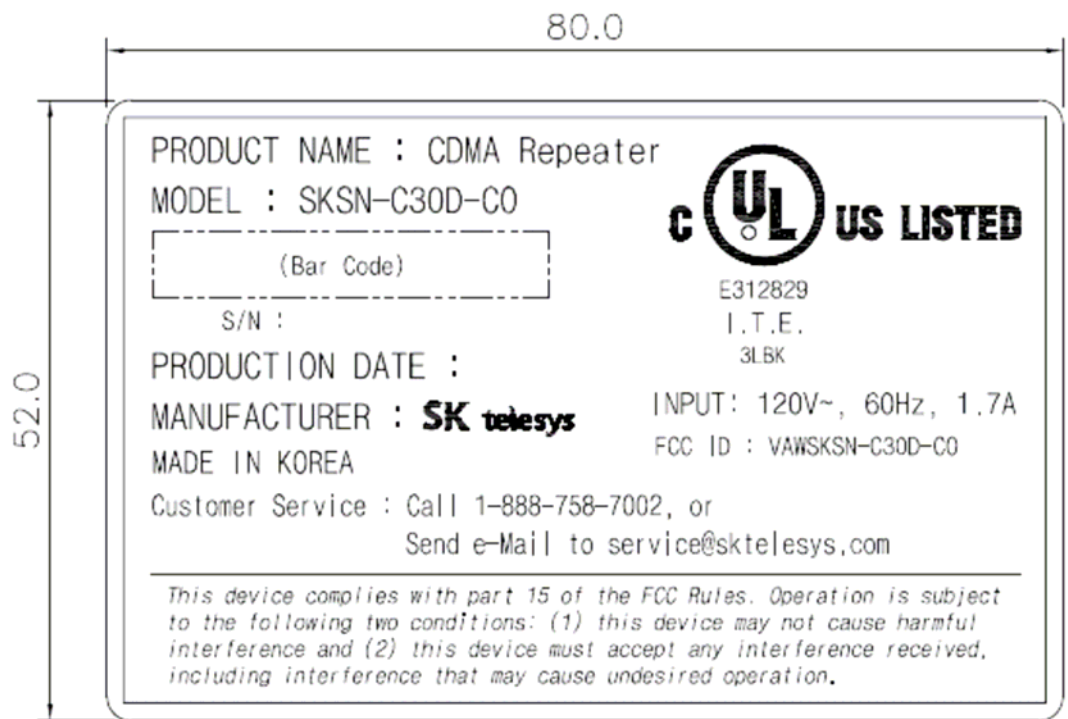 80.0
52.0
PRODUCT NAME : CDMA Repeater
MODEL : SKSN-C30D-CO
(Bar Code)
S/N :
PRODUCTION DATE :
MANUFACTURER : SK telesys
MADE IN KOREA
C UL US LISTED
E312829
I.T.E.
3LBK
INPUT: 120V~, 60Hz, 1.7A
FCC ID : VAWSKSN-C30D-CO
Customer Service : Call 1-888-758-7002, or
Send e-Mail to service@sktelesys.com
This device complies with part 15 of the FCC Rules. Operation is subject
to the following two conditions: (1) this device may not cause harmful
interference and (2) this device must accept any interference received,
including interference that may cause undesired operation.